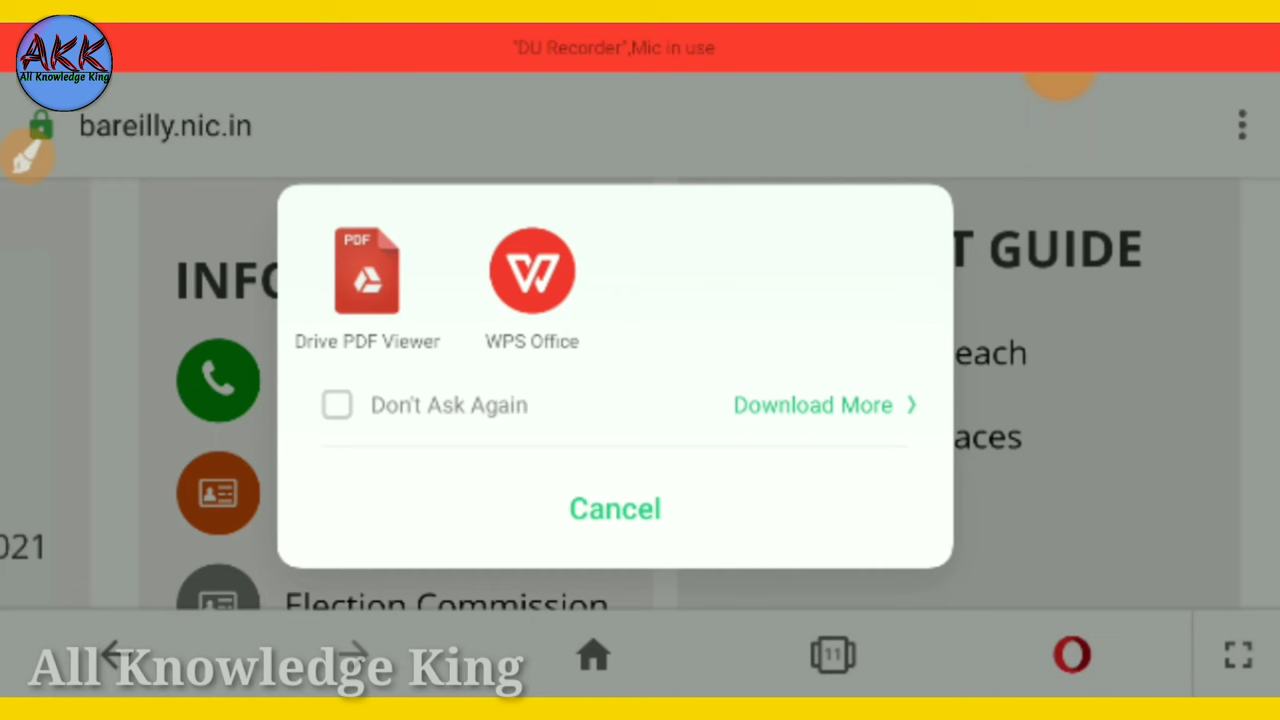 "DU Recorder",Mic in use
AKK
All Knowledge King
bareilly.nic.in
INFO
T GUIDE
PDF
Drive PDF Viewer
WPS Office
each
Don't Ask Again
Download More
aces
Cancel
021
Election Commission
11
All Knowledge King